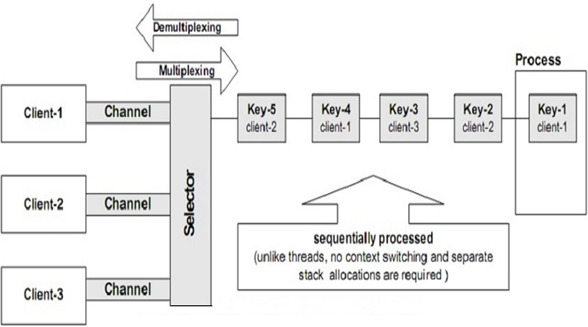 Demultiplexing
Multiplexing
Process
Client-1
Channel
Key-5
client-2
Key-4
client-1
Key-3
client-3
Key-2
client-2
Key-1
client-1
Client-2
Channel
Selector
Client-3
Channel
sequentially processed
(unlike threads, no context switching and separate
stack allocations are required )